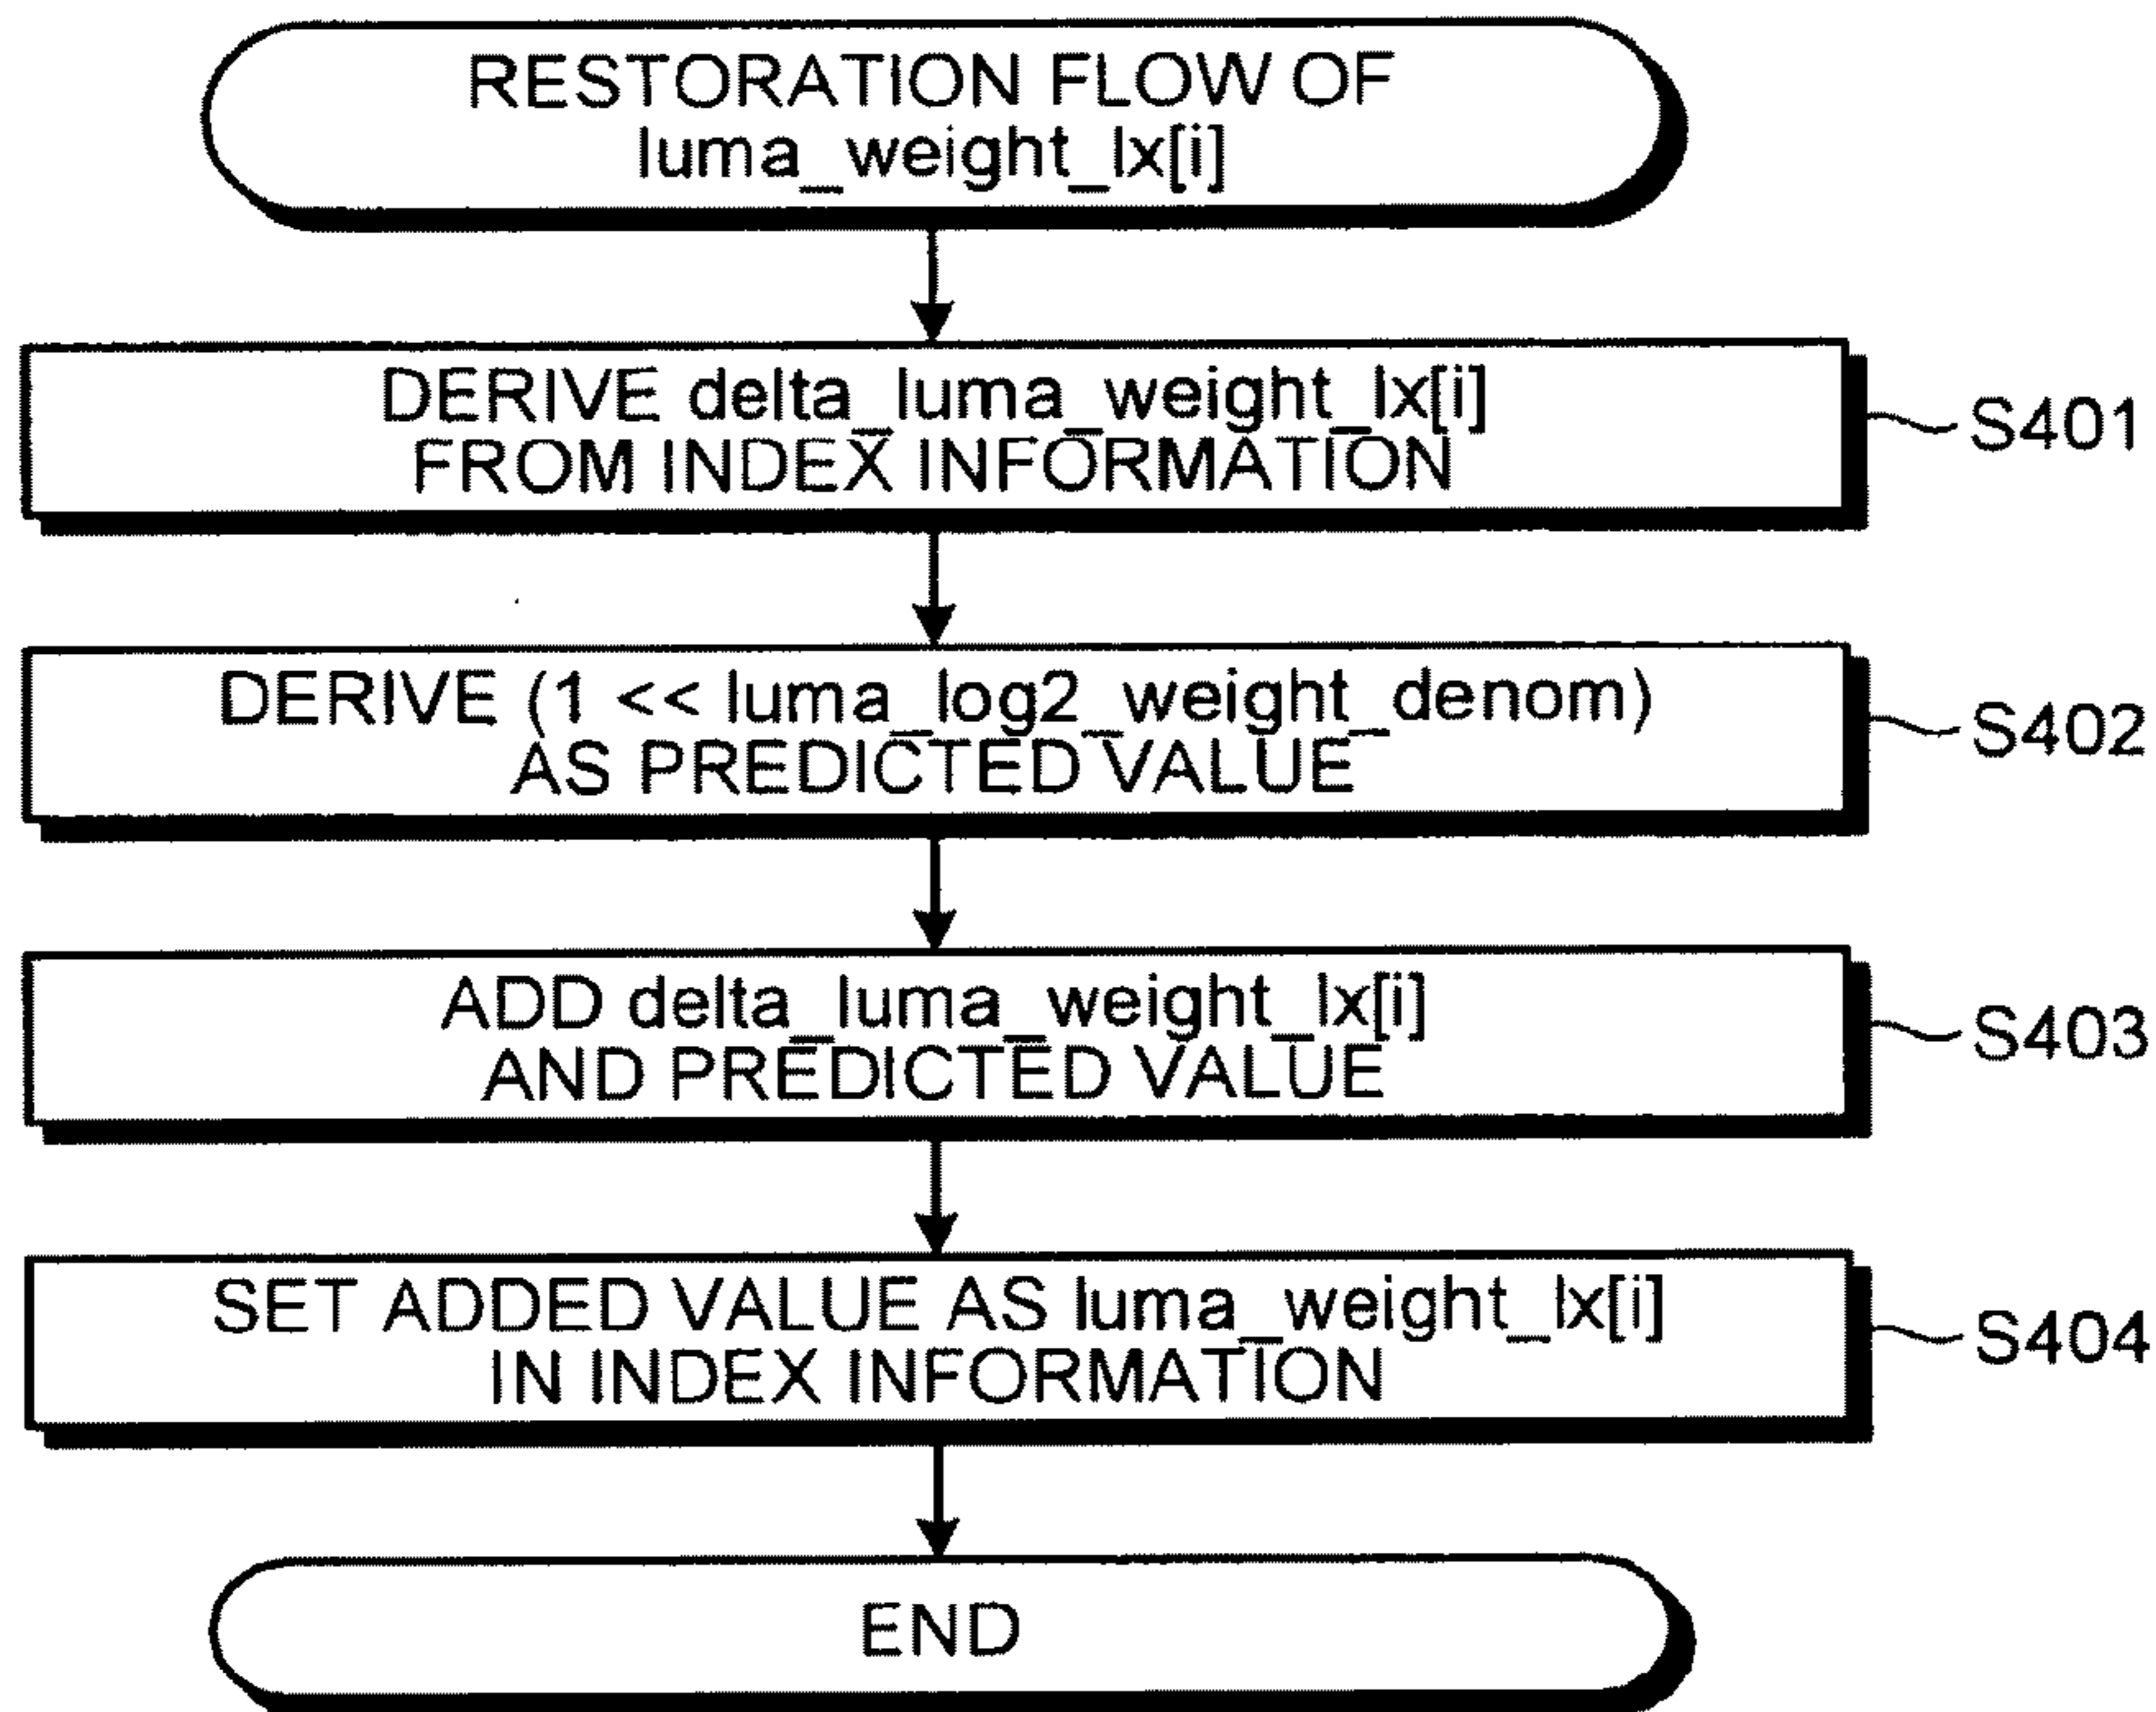 RESTORATION FLOW OF
luma_weight_lx[i]
DERIVE delta_luma_weight_lx[i]
FROM INDEX INFORMATION
S401
DERIVE (1 << luma_log2_weight_denom)
AS PREDICTED VALUE
S402
ADD delta_luma_weight_lx[i]
AND PREDICTED VALUE
S403
SET ADDED VALUE AS luma_weight_lx[i]
IN INDEX INFORMATION
S404
END